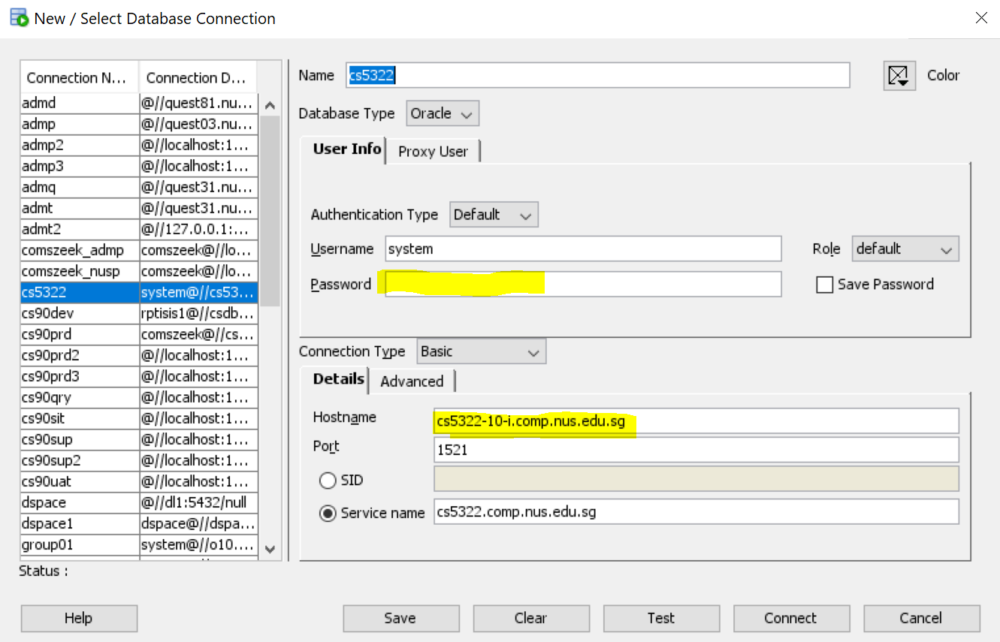 New / Select Database Connection
Connection N... Connection D...
admd @//quest81.nu...
admp @//quest03.nu...
admp2 @//localhost:1...
admp3 @//localhost:1...
admq @//quest31.nu...
admt @//quest31.nu...
admt2 @//127.0.0.1:...
comszeek_admp comszeek@//lo...
comszeek_nusp comszeek@//lo...
cs5322 system@//cs53...
cs90dev rptisis1@//csdb...
cs90prd comszeek@//cs...
cs90prd2 @//localhost:1...
cs90prd3 @//localhost:1...
cs90qry @//localhost:1...
cs90sit @//localhost:1...
cs90sup @//localhost:1...
cs90sup2 @//localhost:1...
cs90uat @//localhost:1...
dspace @//dl1:5432/null
dspace1 dspace@//dspa...
group01 system@//o10....
Status :
Name cs5322 Color
Database Type Oracle
User Info Proxy User
Authentication Type Default
Username system Role default
Password Save Password
Connection Type Basic
Details Advanced
Hostname cs5322-10-i.comp.nus.edu.sg
Port 1521
SID
Service name cs5322.comp.nus.edu.sg
Help Save Clear Test Connect Cancel